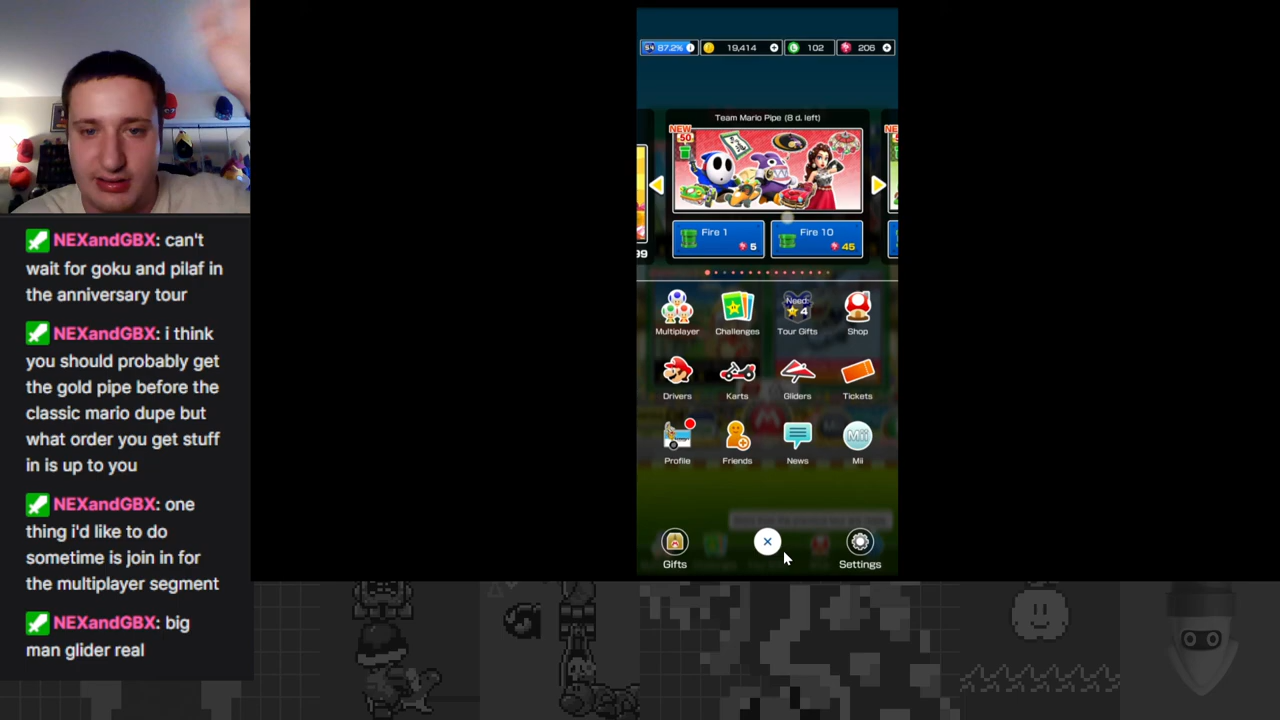 NEXandGBX: can't
wait for goku and pilaf in
the anniversary tour
NEXandGBX: i think
you should probably get
the gold pipe before the
classic mario dupe but
what order you get stuff
in is up to you
NEXandGBX: one
thing i'd like to do
sometime is join in for
the multiplayer segment
NEXandGBX: big
man glider real
54 87.2% i 19,414 102 206
Team Mario Pipe (8 d. left)
NEW
50
Fire 1
5
Fire 10
45
99
Need:
4
Multiplayer Challenges Tour Gifts Shop
Drivers Karts Gliders Tickets
Mii
Profile Friends News Mii
Gifts Settings